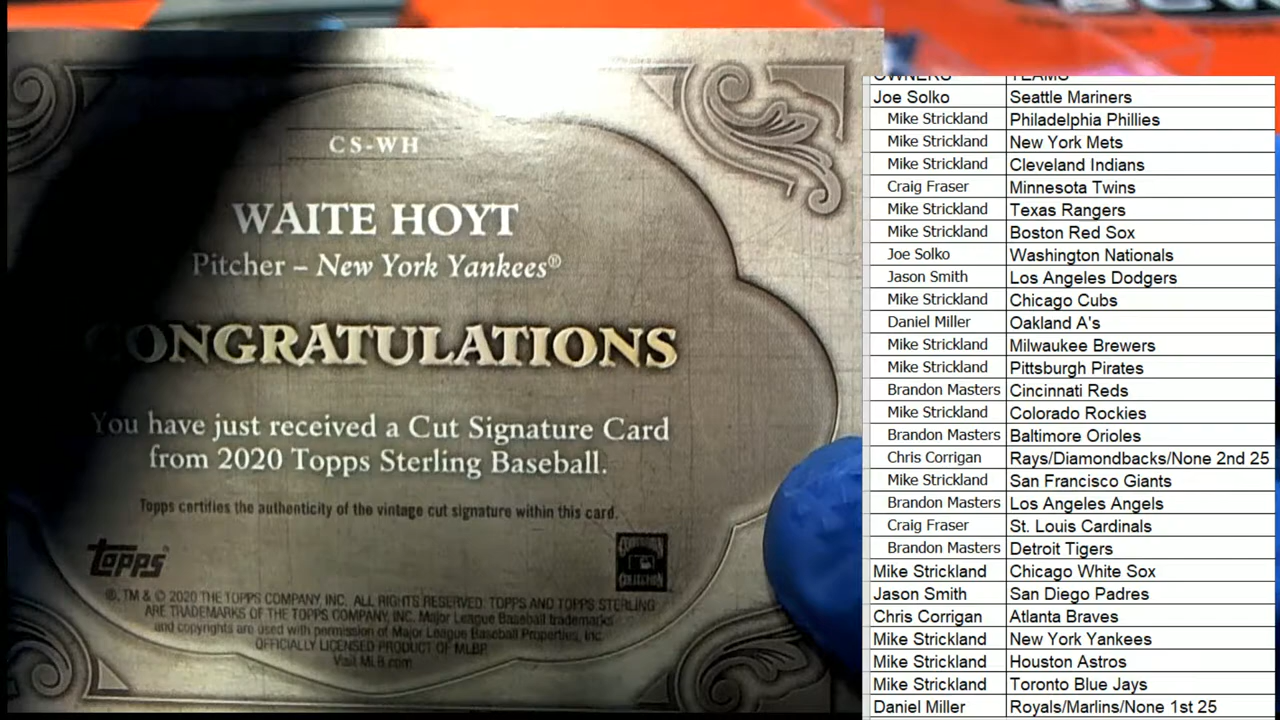 CS-WH
WAITE HOYT
Pitcher – New York Yankees®
CONGRATULATIONS
You have just received a Cut Signature Card
from 2020 Topps Sterling Baseball.
Topps certifies the authenticity of the vintage cut signature within this card.
topps®
COOPERSTOWN
COLLECTION
®, TM & © 2020 THE TOPPS COMPANY, INC. ALL RIGHTS RESERVED. TOPPS AND TOPPS STERLING
ARE TRADEMARKS OF THE TOPPS COMPANY, INC. Major League Baseball trademarks
and copyrights are used with permission of Major League Baseball Properties, Inc.
OFFICIALLY LICENSED PRODUCT OF MLBP.
Visit MLB.com
OWNERS TEAMS
Joe Solko Seattle Mariners
Mike Strickland Philadelphia Phillies
Mike Strickland New York Mets
Mike Strickland Cleveland Indians
Craig Fraser Minnesota Twins
Mike Strickland Texas Rangers
Mike Strickland Boston Red Sox
Joe Solko Washington Nationals
Jason Smith Los Angeles Dodgers
Mike Strickland Chicago Cubs
Daniel Miller Oakland A's
Mike Strickland Milwaukee Brewers
Mike Strickland Pittsburgh Pirates
Brandon Masters Cincinnati Reds
Mike Strickland Colorado Rockies
Brandon Masters Baltimore Orioles
Chris Corrigan Rays/Diamondbacks/None 2nd 25
Mike Strickland San Francisco Giants
Brandon Masters Los Angeles Angels
Craig Fraser St. Louis Cardinals
Brandon Masters Detroit Tigers
Mike Strickland Chicago White Sox
Jason Smith San Diego Padres
Chris Corrigan Atlanta Braves
Mike Strickland New York Yankees
Mike Strickland Houston Astros
Mike Strickland Toronto Blue Jays
Daniel Miller Royals/Marlins/None 1st 25